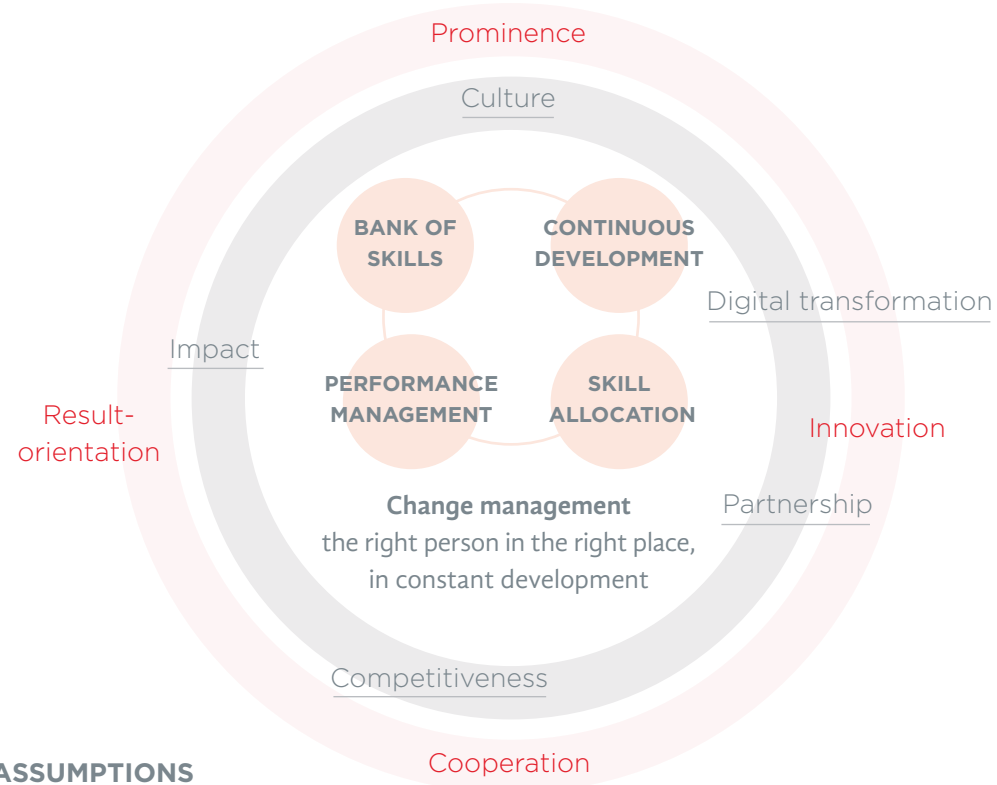 Prominence
Culture
BANK OF
SKILLS
CONTINUOUS
DEVELOPMENT
Digital transformation
Impact
PERFORMANCE
MANAGEMENT
SKILL
ALLOCATION
Result-
orientation
Innovation
Change management
the right person in the right place,
in constant development
Partnership
Competitiveness
Cooperation
ASSUMPTIONS